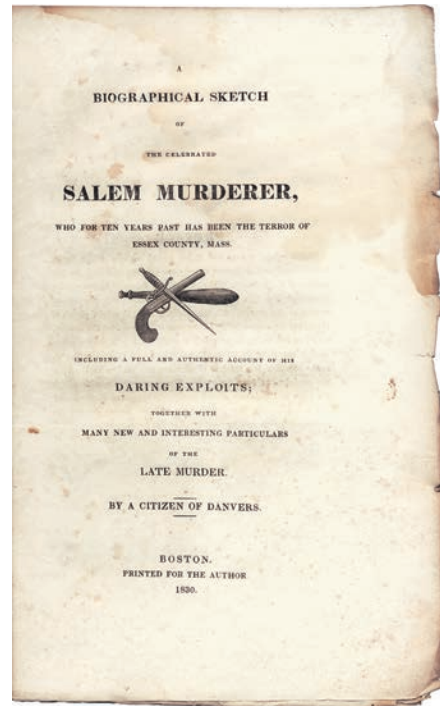 A
BIOGRAPHICAL SKETCH
OF
THE CELEBRATED
SALEM MURDERER,
WHO FOR TEN YEARS PAST HAS BEEN THE TERROR OF
ESSEX COUNTY, MASS.
INCLUDING A FULL AND AUTHENTIC ACCOUNT OF HIS
DARING EXPLOITS;
TOGETHER WITH
MANY NEW AND INTERESTING PARTICULARS
OF THE
LATE MURDER.
BY A CITIZEN OF DANVERS.
BOSTON.
PRINTED FOR THE AUTHOR
1830.